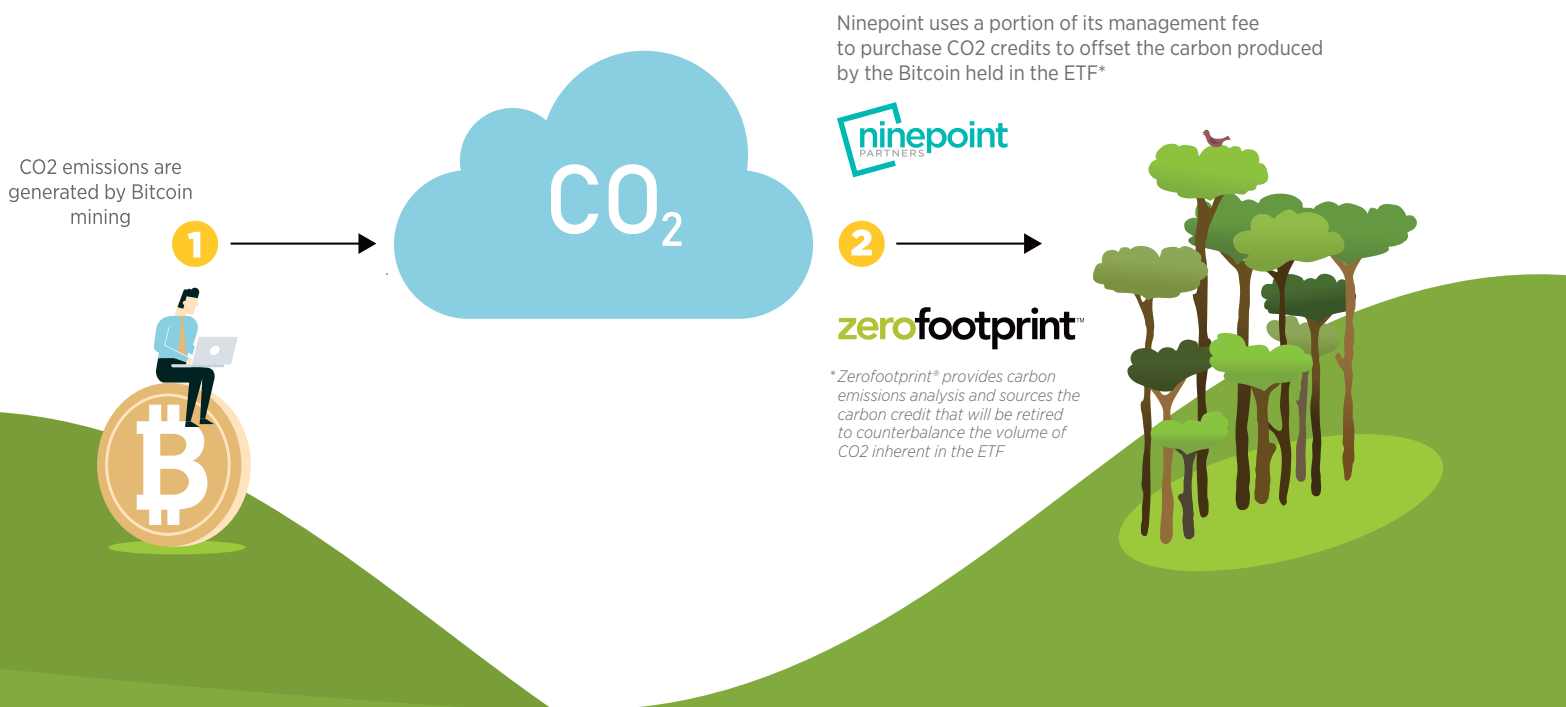 CO2 emissions are
generated by Bitcoin
mining
1
CO2
Ninepoint uses a portion of its management fee
to purchase CO2 credits to offset the carbon produced
by the Bitcoin held in the ETF*
ninepoint
PARTNERS
2
zerofootprint™
* Zerofootprint® provides carbon
emissions analysis and sources the
carbon credit that will be retired
to counterbalance the volume of
CO2 inherent in the ETF